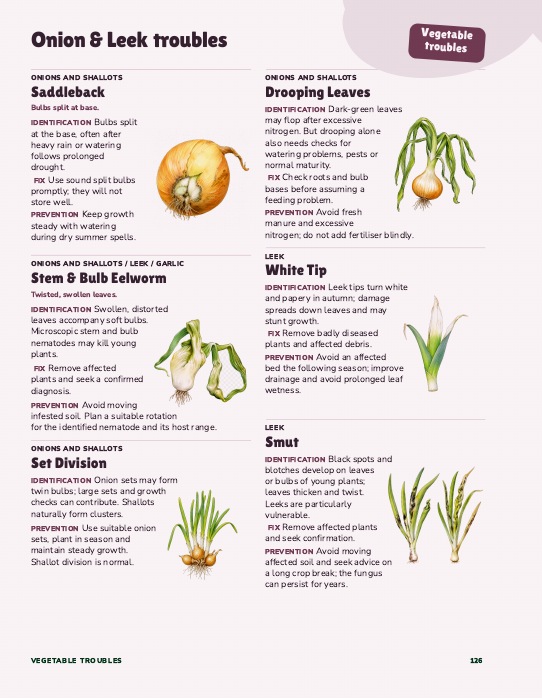 Onion & Leek troubles
Vegetable
troubles
ONIONS AND SHALLOTS
Saddleback
Bulbs split at base.
IDENTIFICATION Bulbs split
at the base, often after
heavy rain or watering
follows prolonged
drought.
FIX Use sound split bulbs
promptly; they will not
store well.
PREVENTION Keep growth
steady with watering
during dry summer spells.
ONIONS AND SHALLOTS / LEEK / GARLIC
Stem & Bulb Eelworm
Twisted, swollen leaves.
IDENTIFICATION Swollen, distorted
leaves accompany soft bulbs.
Microscopic stem and bulb
nematodes may kill young
plants.
FIX Remove affected
plants and seek a confirmed
diagnosis.
PREVENTION Avoid moving
infested soil. Plan a suitable rotation
for the identified nematode and its host range.
ONIONS AND SHALLOTS
Set Division
IDENTIFICATION Onion sets may form
twin bulbs; large sets and growth
checks can contribute. Shallots
naturally form clusters.
PREVENTION Use suitable onion
sets, plant in season and
maintain steady growth.
Shallot division is normal.
ONIONS AND SHALLOTS
Drooping Leaves
IDENTIFICATION Dark-green leaves
may flop after excessive
nitrogen. But drooping alone
also needs checks for
watering problems, pests or
normal maturity.
FIX Check roots and bulb
bases before assuming a
feeding problem.
PREVENTION Avoid fresh
manure and excessive
nitrogen; do not add fertiliser blindly.
LEEK
White Tip
IDENTIFICATION Leek tips turn white
and papery in autumn; damage
spreads down leaves and may
stunt growth.
FIX Remove badly diseased
plants and affected debris.
PREVENTION Avoid an affected
bed the following season; improve
drainage and avoid prolonged leaf
wetness.
LEEK
Smut
IDENTIFICATION Black spots and
blotches develop on leaves
or bulbs of young plants;
leaves thicken and twist.
Leeks are particularly
vulnerable.
FIX Remove affected plants
and seek confirmation.
PREVENTION Avoid moving
affected soil and seek advice on
a long crop break; the fungus
can persist for years.
VEGETABLE TROUBLES
126